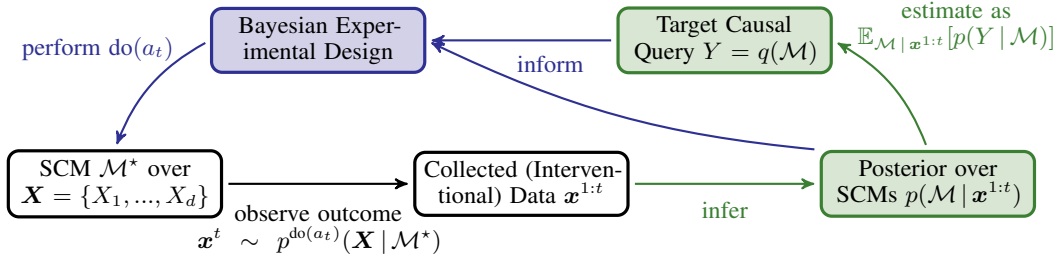 perform do(a_t)
Bayesian Exper-
imental Design
inform
Target Causal
Query Y = q(ℳ)
estimate as
𝔼_{ℳ | 𝒙^{1:t}}[p(Y | ℳ)]
SCM ℳ* over
𝑿 = {X_1, ..., X_d}
observe outcome
𝒙^t ∼ p^{do(a_t)}(𝑿 | ℳ*)
Collected (Interven-
tional) Data 𝒙^{1:t}
infer
Posterior over
SCMs p(ℳ | 𝒙^{1:t})